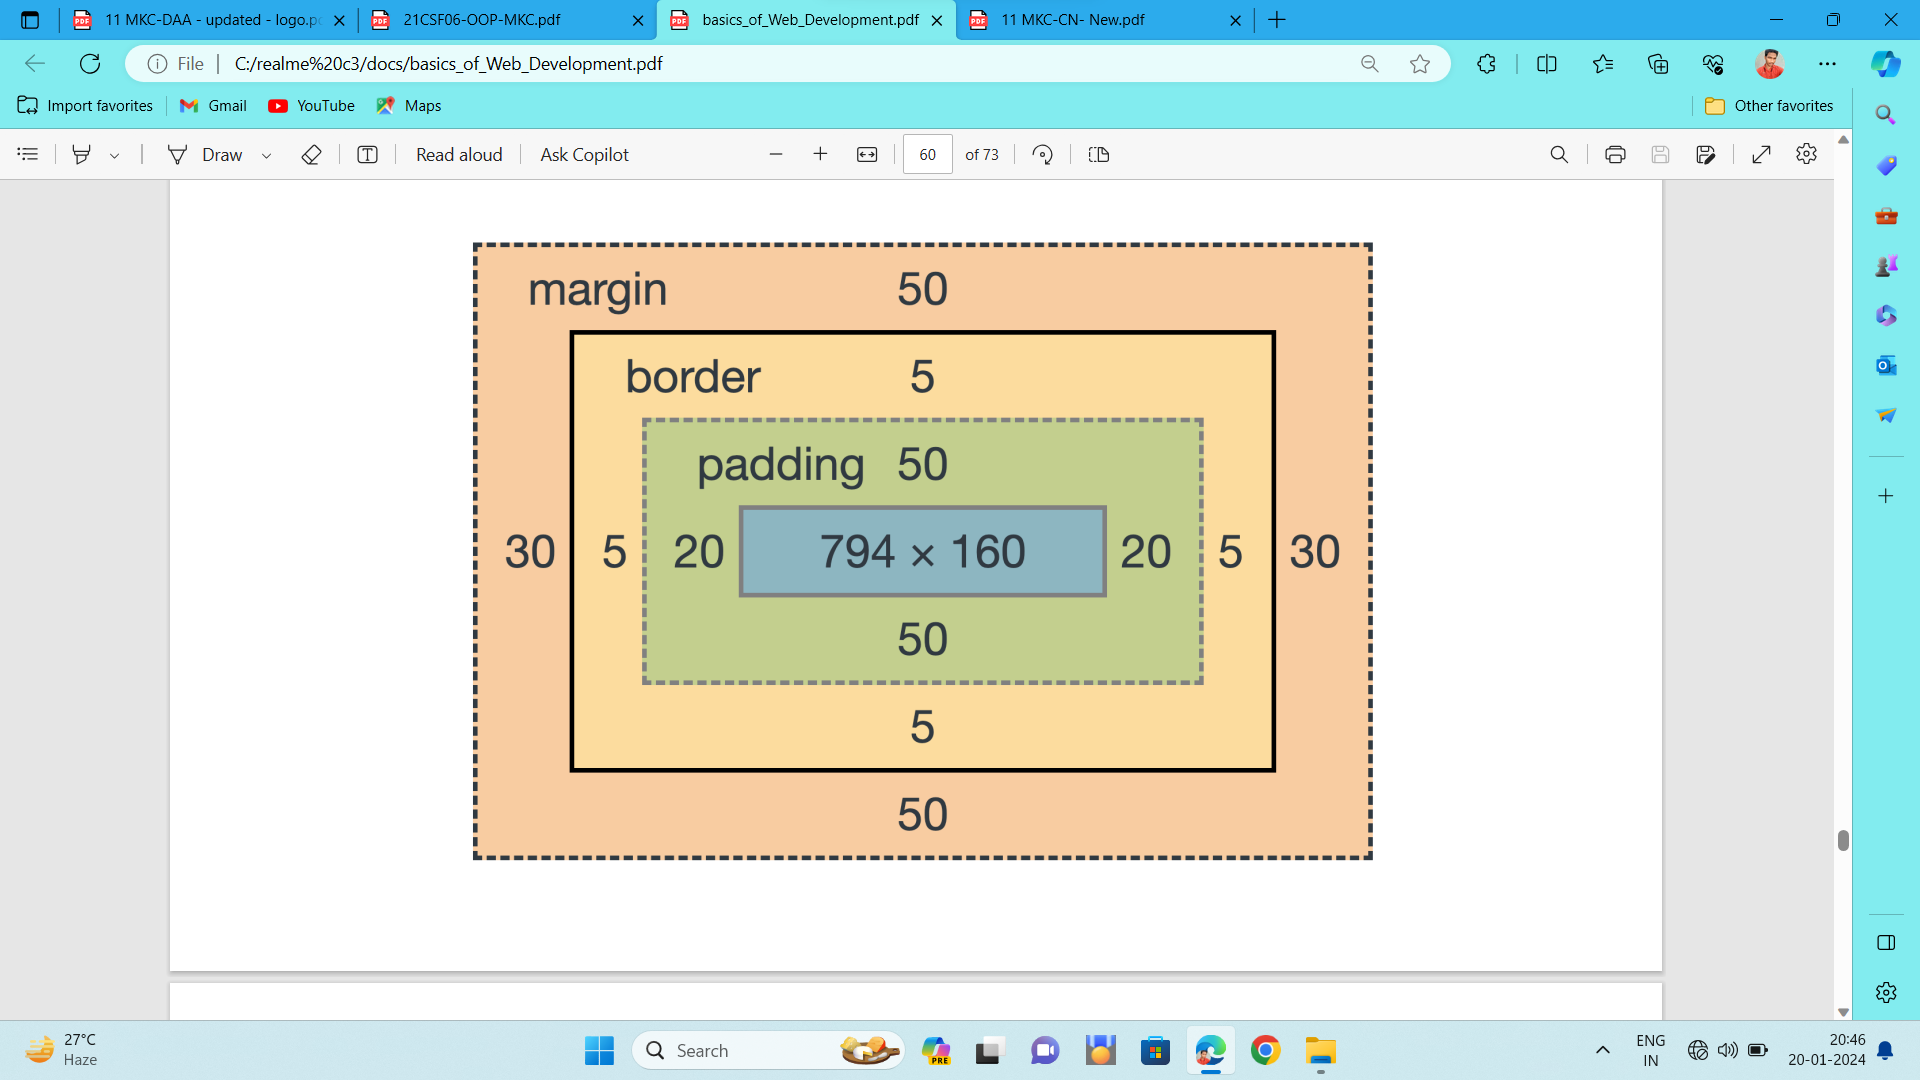 11 MKC-DAA - updated - logo.p
21CSF06-OOP-MKC.pdf
basics_of_Web_Development.pdf
11 MKC-CN- New.pdf
File
C:/realme%20c3/docs/basics_of_Web_Development.pdf
Import favorites
Gmail
YouTube
Maps
Other favorites
Draw
Read aloud
Ask Copilot
60 of 73
margin 50
border 5
padding 50
30 5 20 794 × 160 20 5 30
50
5
50
27°C
Haze
Search
PRE
ENG
IN
20:46
20-01-2024